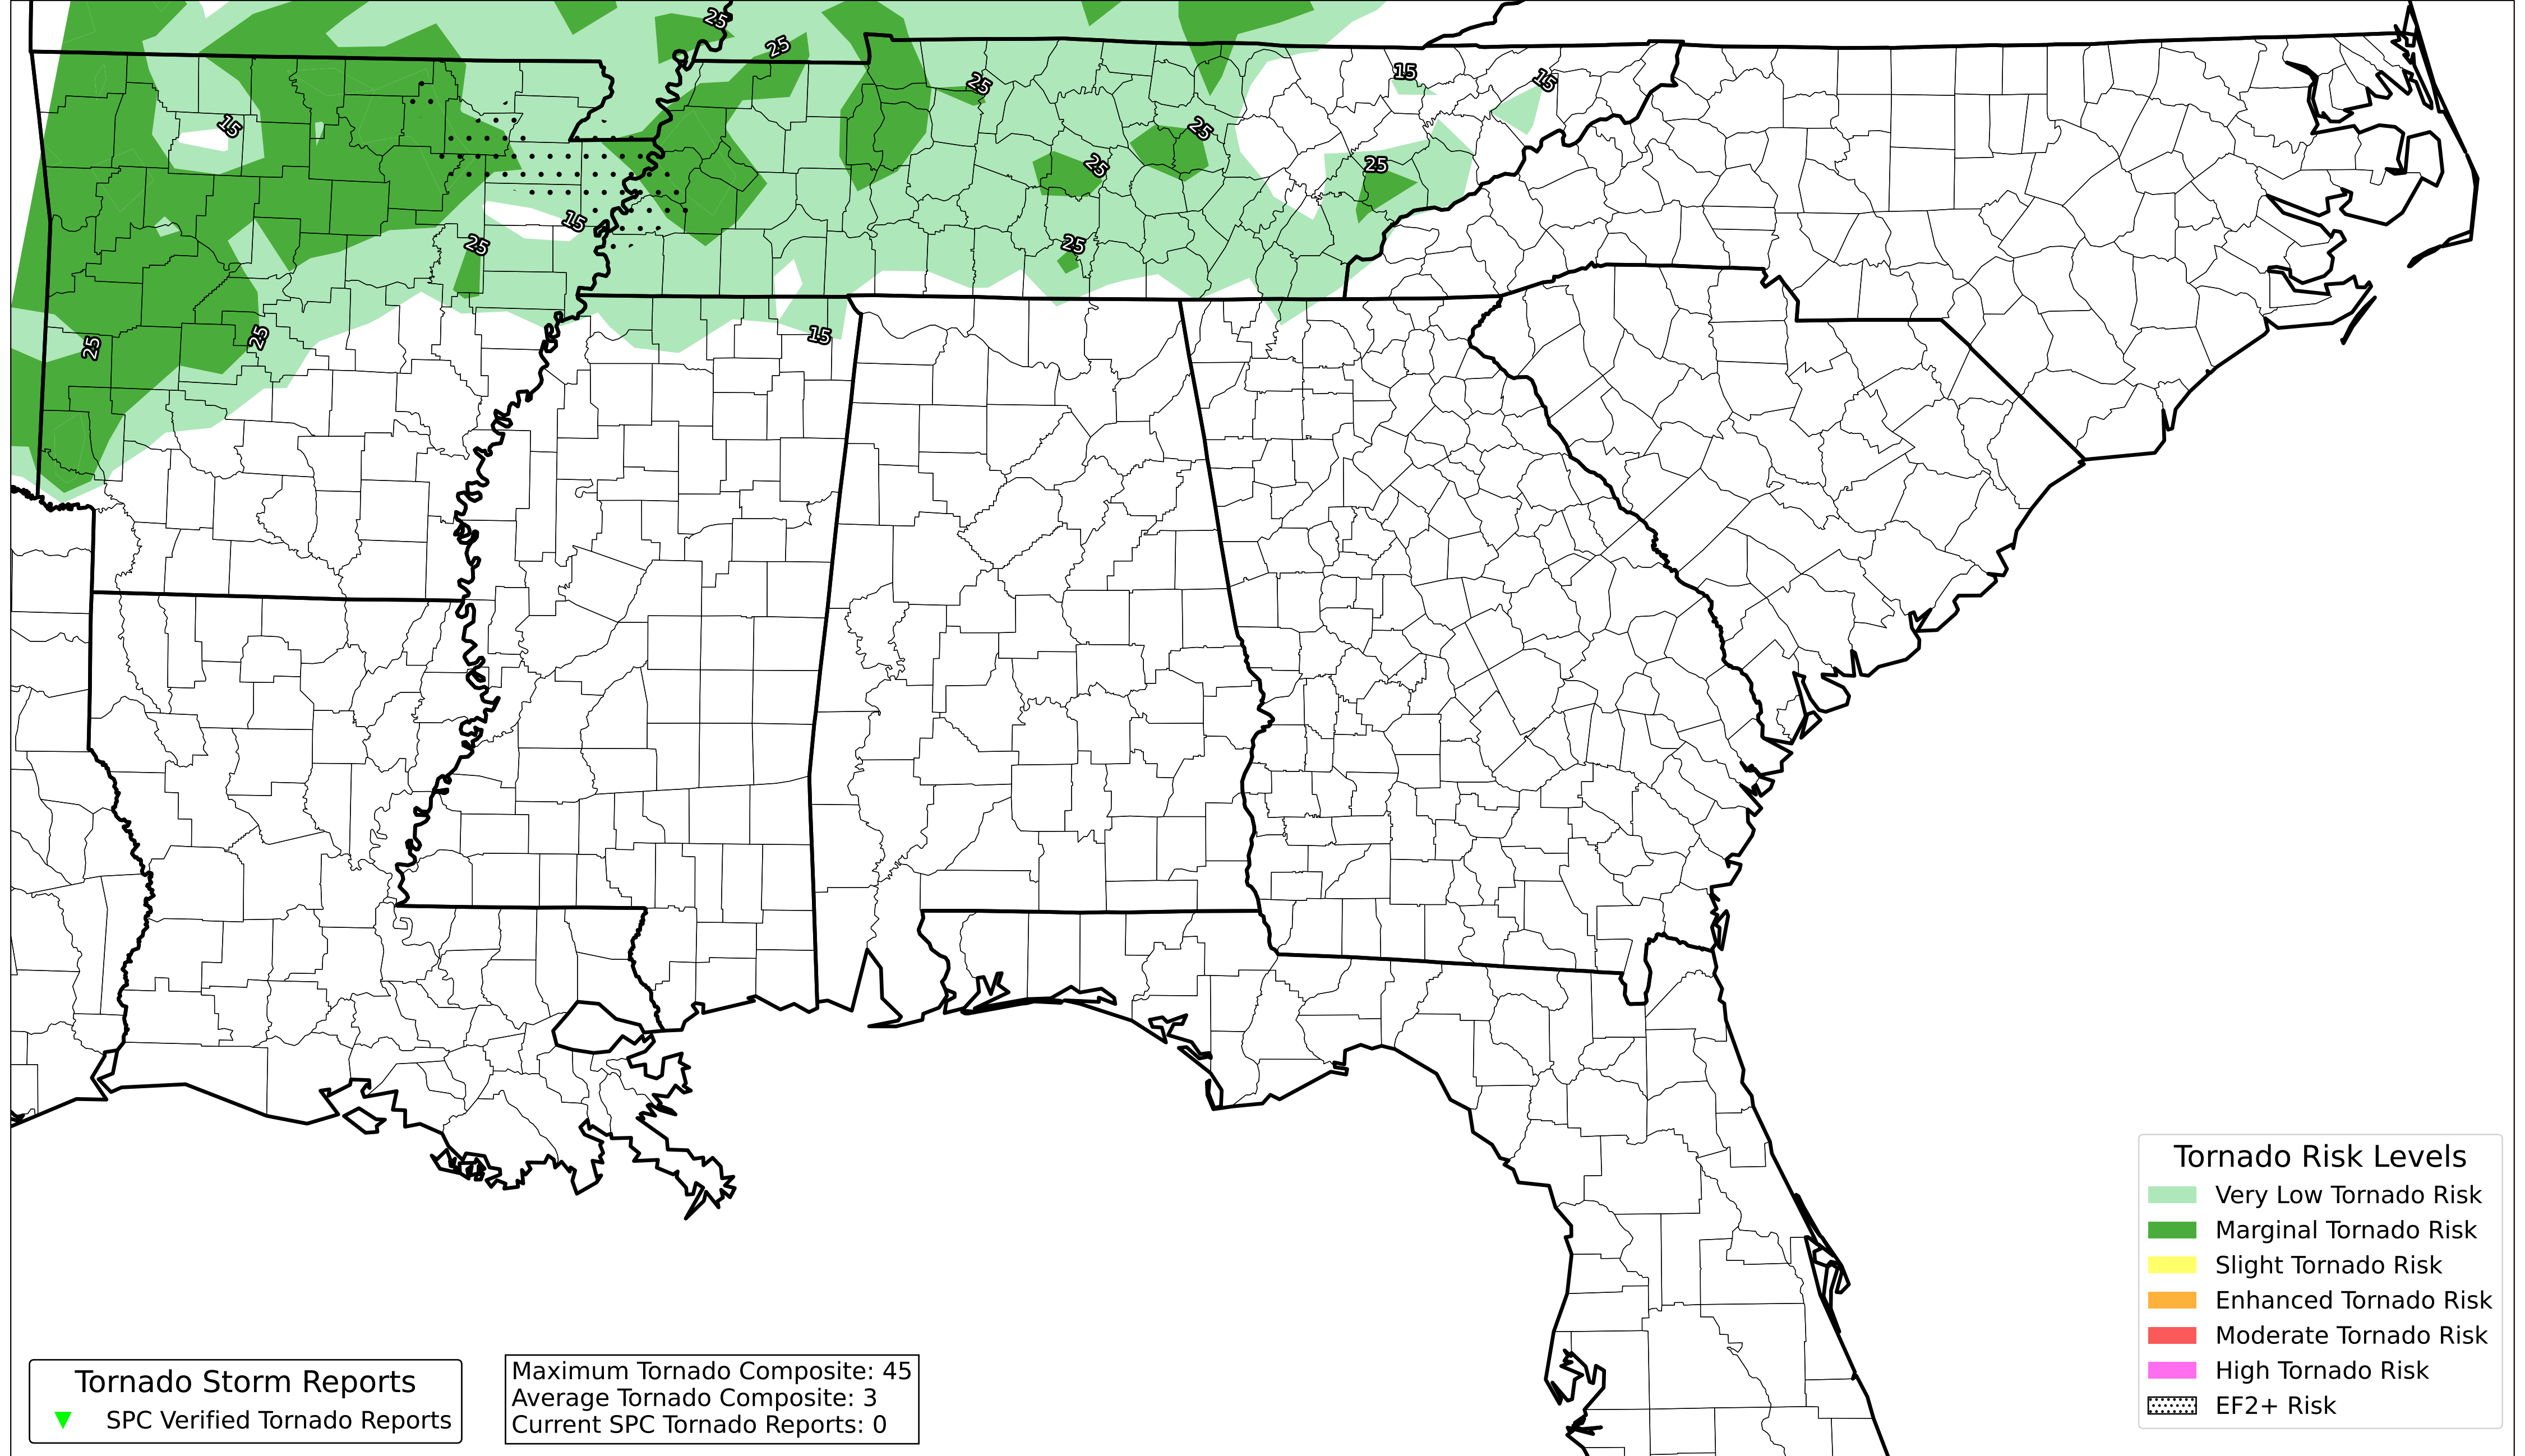 25
25
15
25
15
15
25
25
25
15
25
25
15
25
25
15
Tornado Risk Levels
Very Low Tornado Risk
Marginal Tornado Risk
Slight Tornado Risk
Enhanced Tornado Risk
Moderate Tornado Risk
High Tornado Risk
EF2+ Risk
Tornado Storm Reports
SPC Verified Tornado Reports
Maximum Tornado Composite: 45
Average Tornado Composite: 3
Current SPC Tornado Reports: 0